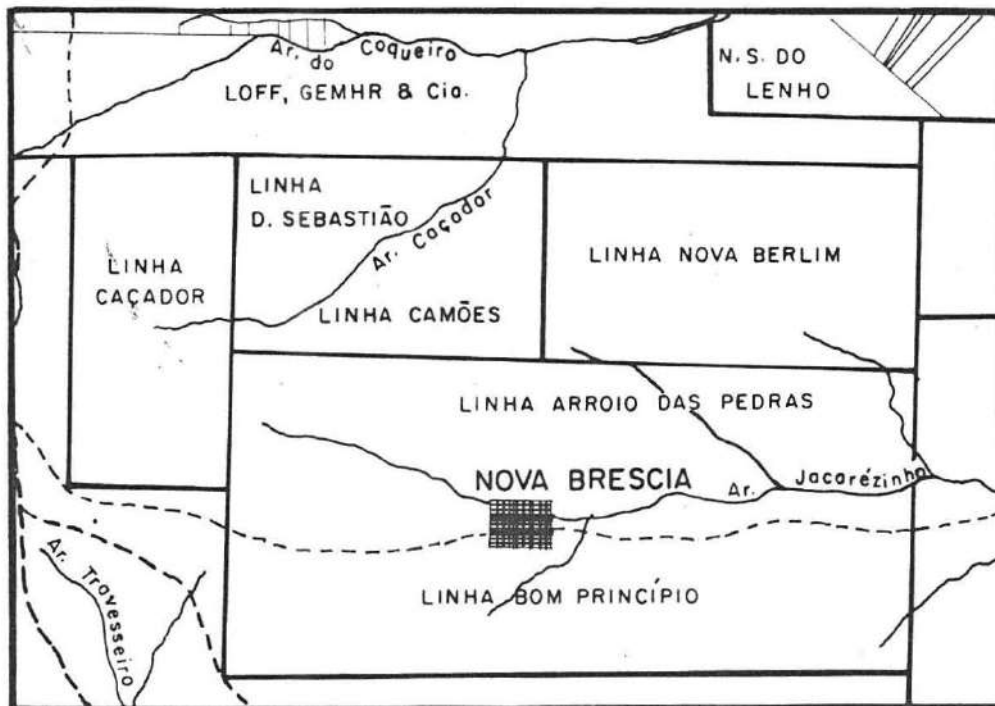 Ar. do Coqueiro
LOFF, GEMHR & Cia.
N. S. DO
LENHO
LINHA
D. SEBASTIÃO
Ar. Caçador
LINHA
CAÇADOR
LINHA NOVA BERLIM
LINHA CAMÕES
LINHA ARROIO DAS PEDRAS
NOVA BRESCIA
Ar. Jacarézinho
LINHA BOM PRINCÍPIO
Ar. Travesseiro